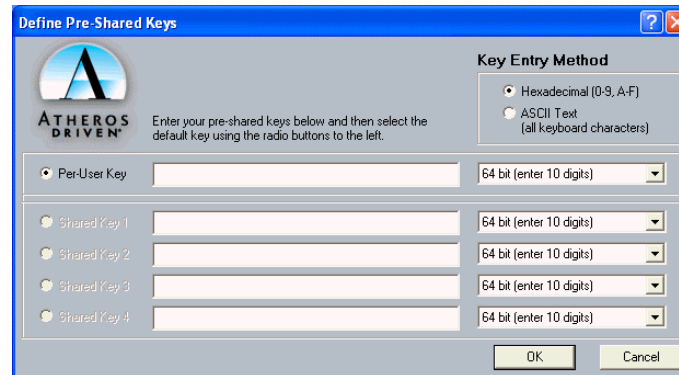 Define Pre-Shared Keys
Key Entry Method
Hexadecimal (0-9, A-F)
ASCII Text
(all keyboard characters)
ATHEROS
DRIVEN
Enter your pre-shared keys below and then select the
default key using the radio buttons to the left.
Per-User Key
64 bit (enter 10 digits)
Shared Key 1
64 bit (enter 10 digits)
Shared Key 2
64 bit (enter 10 digits)
Shared Key 3
64 bit (enter 10 digits)
Shared Key 4
64 bit (enter 10 digits)
OK
Cancel